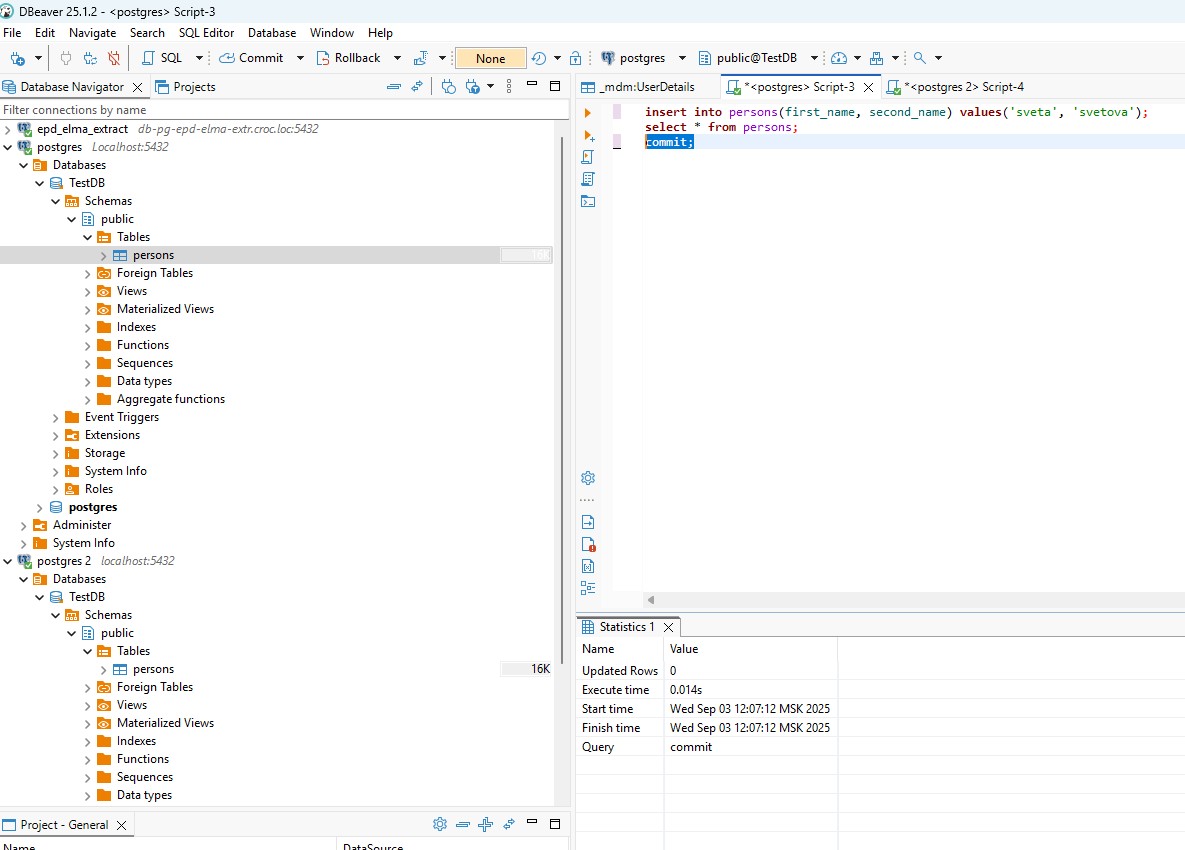 DBeaver 25.1.2 - <postgres> Script-3
File Edit Navigate Search SQL Editor Database Window Help
SQL Commit Rollback None postgres public@TestDB
Database Navigator Projects
Filter connections by name
epd_elma_extract db-pg-epd-elma-extr.croc.loc:5432
postgres Localhost:5432
Databases
TestDB
Schemas
public
Tables
persons 16K
Foreign Tables
Views
Materialized Views
Indexes
Functions
Sequences
Data types
Aggregate functions
Event Triggers
Extensions
Storage
System Info
Roles
postgres
Administer
System Info
postgres 2 localhost:5432
Databases
TestDB
Schemas
public
Tables
persons 16K
Foreign Tables
Views
Materialized Views
Indexes
Functions
Sequences
Data types
Project - General
Name DataSource
_mdm:UserDetails *<postgres> Script-3 *<postgres 2> Script-4
insert into persons(first_name, second_name) values('sveta', 'svetova');
select * from persons;
commit;
Statistics 1
Name Value
Updated Rows 0
Execute time 0.014s
Start time Wed Sep 03 12:07:12 MSK 2025
Finish time Wed Sep 03 12:07:12 MSK 2025
Query commit